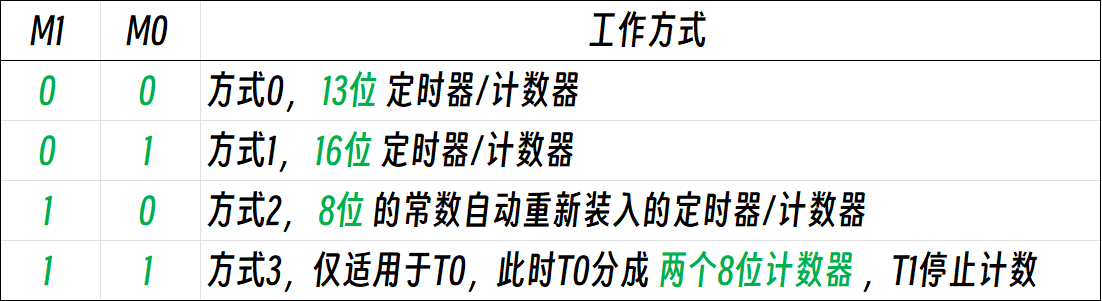 M1 M0 工作方式
0 0 方式0，13位 定时器/计数器
0 1 方式1，16位 定时器/计数器
1 0 方式2，8位 的常数自动重新装入的定时器/计数器
1 1 方式3，仅适用于T0，此时T0分成 两个8位计数器 ，T1停止计数